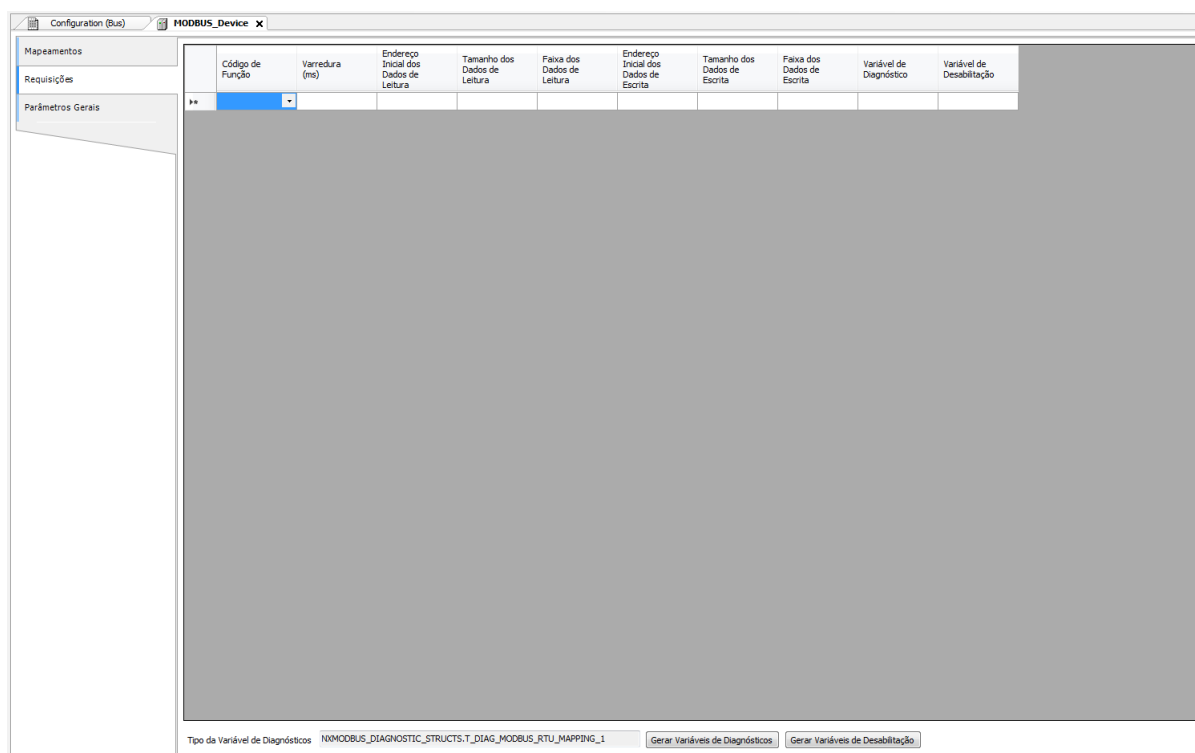 Configuration (Bus)
MODBUS_Device
Mapeamentos
Requisições
Parâmetros Gerais
Código de
Função
Varredura
(ms)
Endereço
Inicial dos
Dados de
Leitura
Tamanho dos
Dados de
Leitura
Faixa dos
Dados de
Leitura
Endereço
Inicial dos
Dados de
Escrita
Tamanho dos
Dados de
Escrita
Faixa dos
Dados de
Escrita
Variável de
Diagnóstico
Variável de
Desabilitação
Tipo da Variável de Diagnósticos NXMODBUS_DIAGNOSTIC_STRUCTS.T_DIAG_MODBUS_RTU_MAPPING_1 Gerar Variáveis de Diagnósticos Gerar Variáveis de Desabilitação